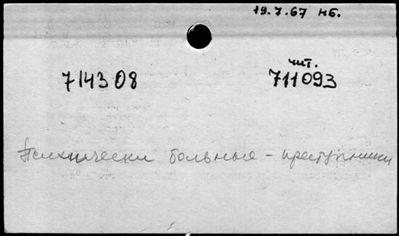 19.7.67 нб.
чит.
714308 711093
Психически больные - преступники